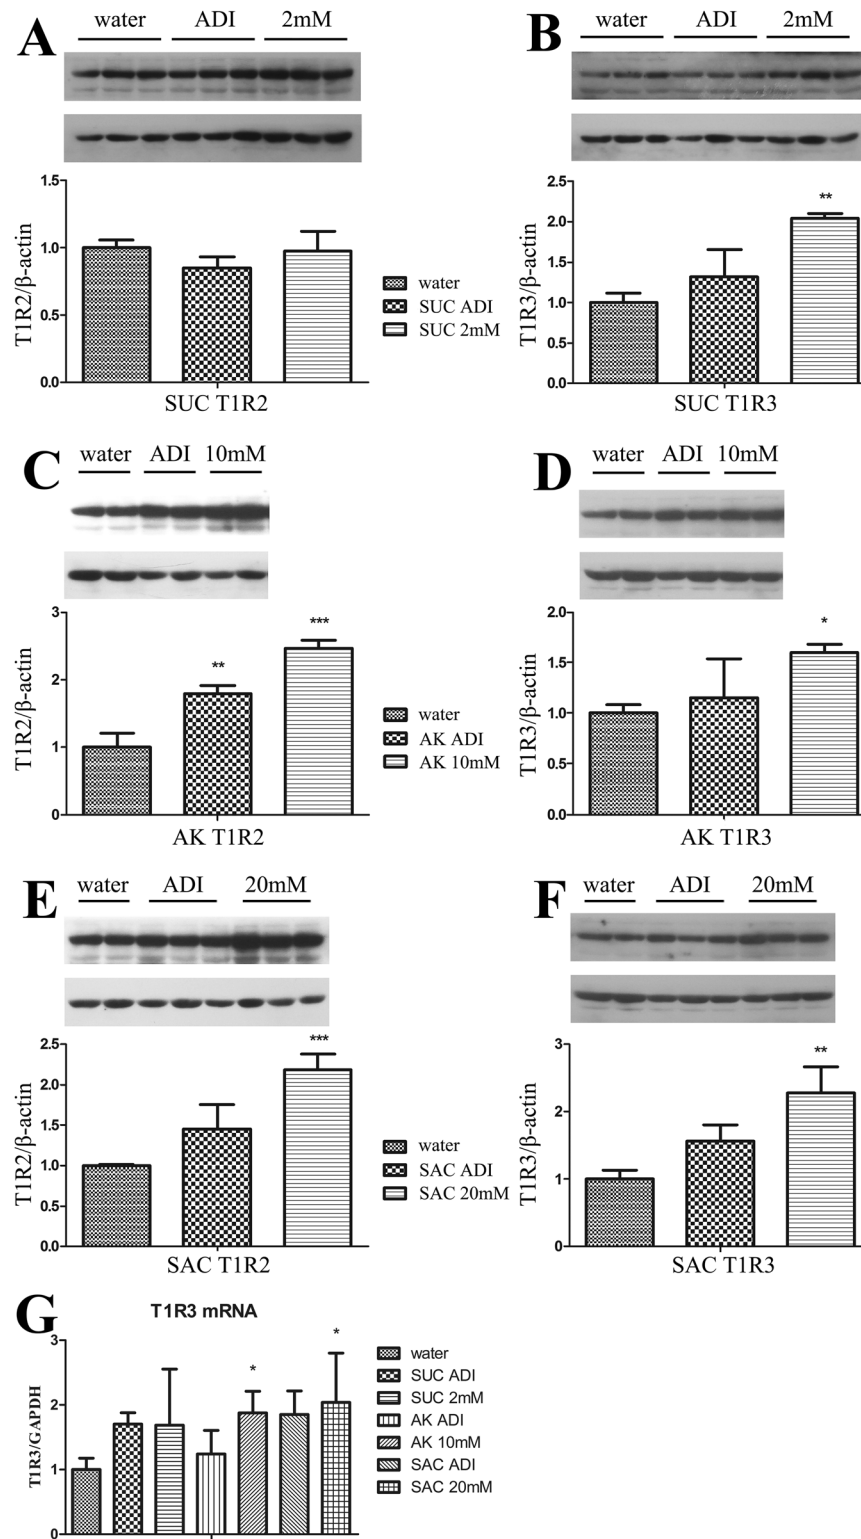 A
water ADI 2mM
1.5
1.0
0.5
0.0
T1R2/β-actin
SUC T1R2
water
SUC ADI
SUC 2mM
B
water ADI 2mM
2.5
2.0
1.5
1.0
0.5
0.0
T1R3/β-actin
**
SUC T1R3
C
water ADI 10mM
3
2
1
0
T1R2/β-actin
**
***
AK T1R2
water
AK ADI
AK 10mM
D
water ADI 10mM
2.0
1.5
1.0
0.5
0.0
T1R3/β-actin
*
AK T1R3
E
water ADI 20mM
2.5
2.0
1.5
1.0
0.5
0.0
T1R2/β-actin
***
SAC T1R2
water
SAC ADI
SAC 20mM
F
water ADI 20mM
3
2
1
0
T1R3/β-actin
**
SAC T1R3
G
T1R3 mRNA
3
2
1
0
T1R3/GAPDH
*
*
water
SUC ADI
SUC 2mM
AK ADI
AK 10mM
SAC ADI
SAC 20mM